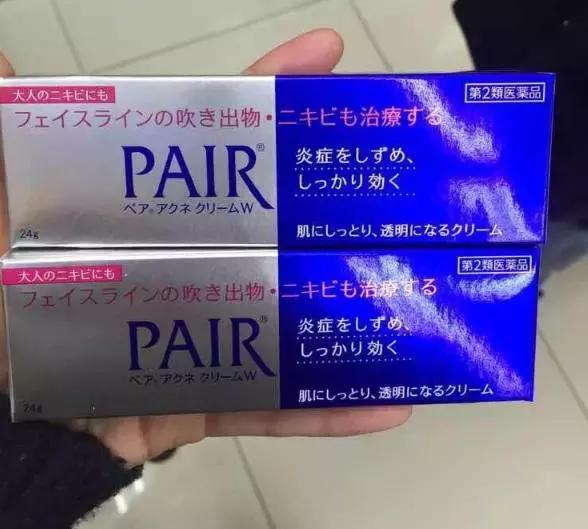 大人のニキビにも
第2類医薬品
フェイスラインの吹き出物・ニキビも治療する
PAIR®
炎症をしずめ、
しっかり効く
ペア®アクネ クリームW
24g
肌にしっとり、透明になるクリーム
大人のニキビにも
第2類医薬品
フェイスラインの吹き出物・ニキビも治療する
PAIR®
炎症をしずめ、
しっかり効く
ペア®アクネ クリームW
24g
肌にしっとり、透明になるクリーム